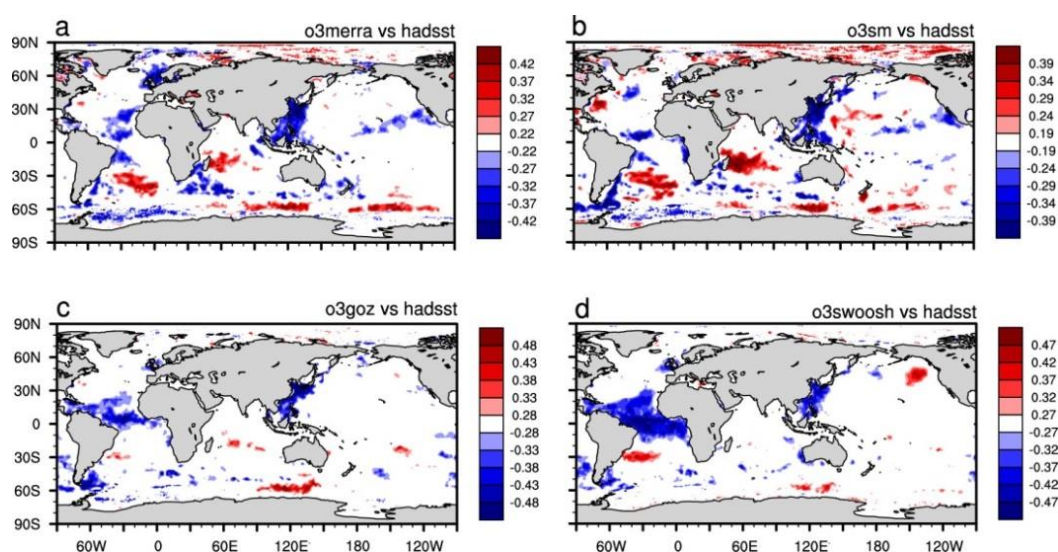 a
o3merra vs hadsst
90N
60N
30N
0
30S
60S
90S
0.42
0.37
0.32
0.27
0.22
-0.22
-0.27
-0.32
-0.37
-0.42
b
o3sm vs hadsst
0.39
0.34
0.29
0.24
0.19
-0.19
-0.24
-0.29
-0.34
-0.39
c
o3goz vs hadsst
90N
60N
30N
0
30S
60S
90S
60W 0 60E 120E 180 120W
0.48
0.43
0.38
0.33
0.28
-0.28
-0.33
-0.38
-0.43
-0.48
d
o3swoosh vs hadsst
60W 0 60E 120E 180 120W
0.47
0.42
0.37
0.32
0.27
-0.27
-0.32
-0.37
-0.42
-0.47